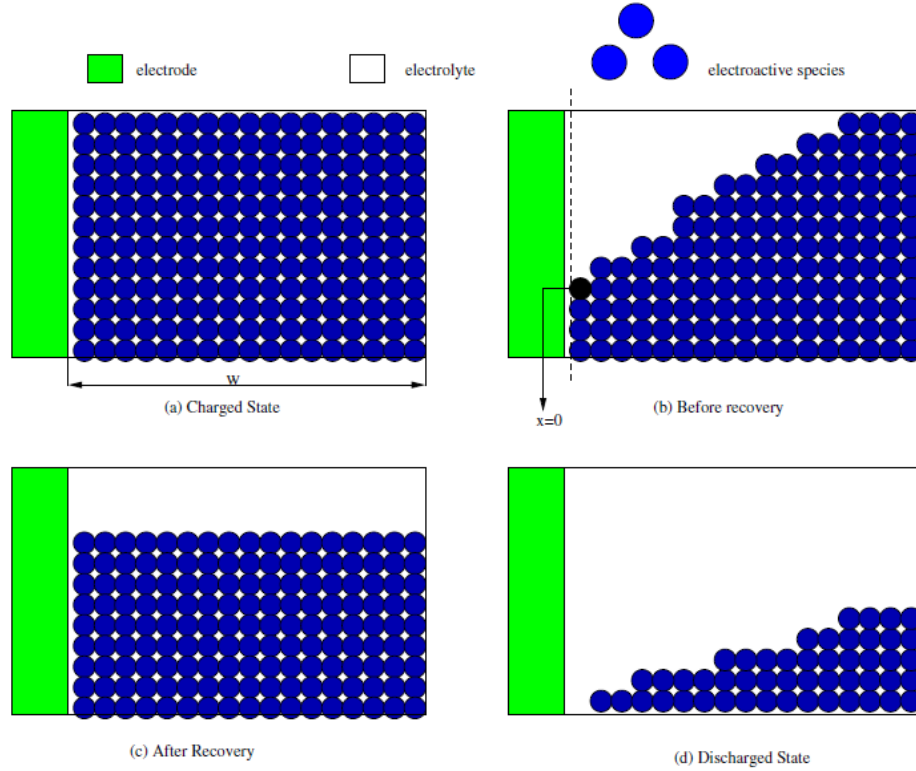 electrode
electrolyte
electroactive species
w
(a) Charged State
x=0
(b) Before recovery
(c) After Recovery
(d) Discharged State